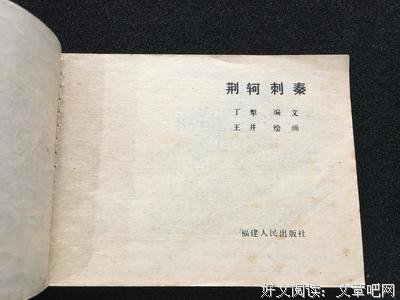 荆轲刺秦
丁犁 编文
王井 绘画
福建人民出版社
好文阅读：文章吧网